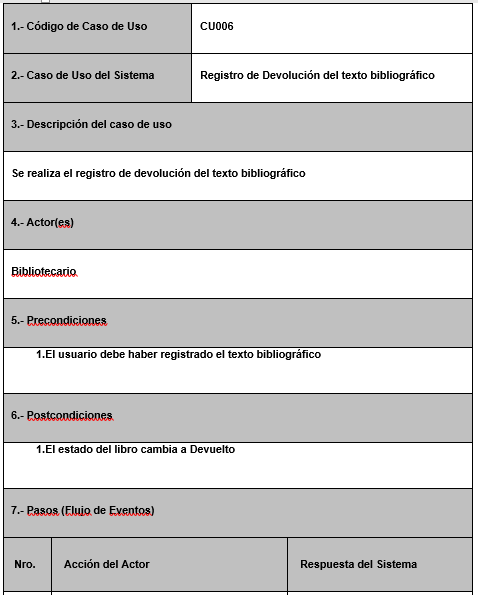 1.- Código de Caso de Uso CU006
2.- Caso de Uso del Sistema Registro de Devolución del texto bibliográfico
3.- Descripción del caso de uso
Se realiza el registro de devolución del texto bibliográfico
4.- Actor(es)
Bibliotecario
5.- Precondiciones
1.El usuario debe haber registrado el texto bibliográfico
6.- Postcondiciones
1.El estado del libro cambia a Devuelto
7.- Pasos (Flujo de Eventos)
Nro. Acción del Actor Respuesta del Sistema